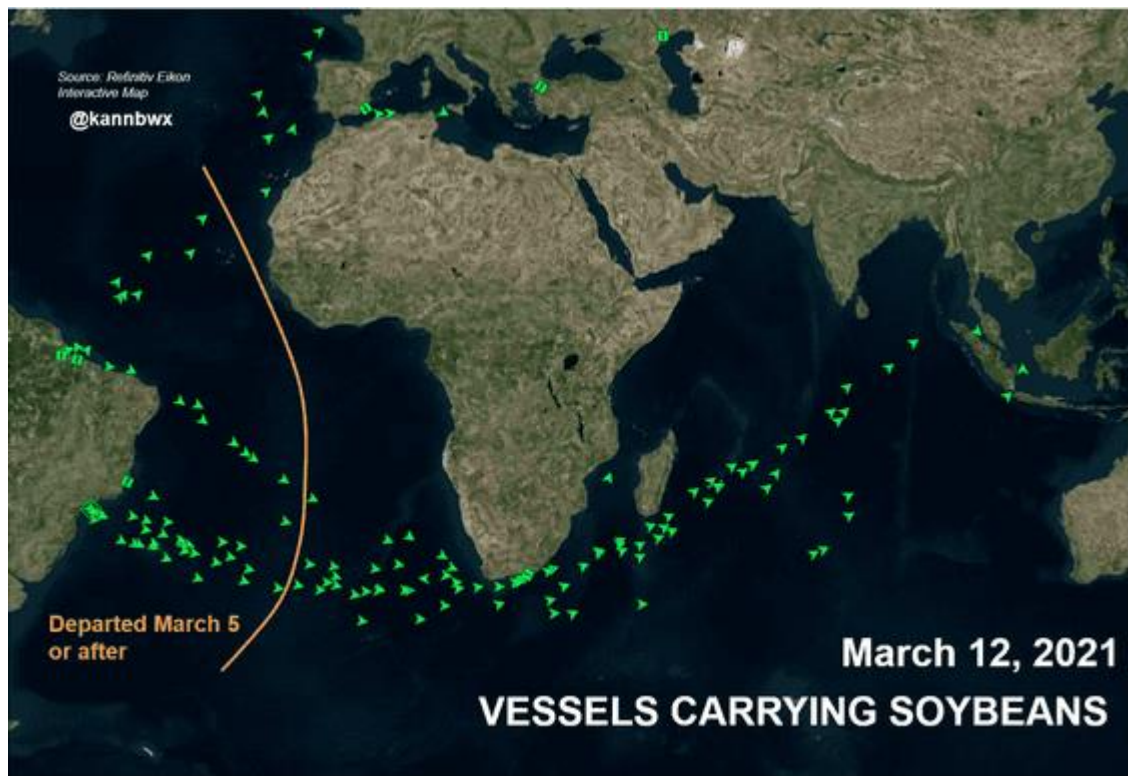 Source: Refinitiv Eikon
Interactive Map
@kannbwx
Departed March 5
or after
March 12, 2021
VESSELS CARRYING SOYBEANS